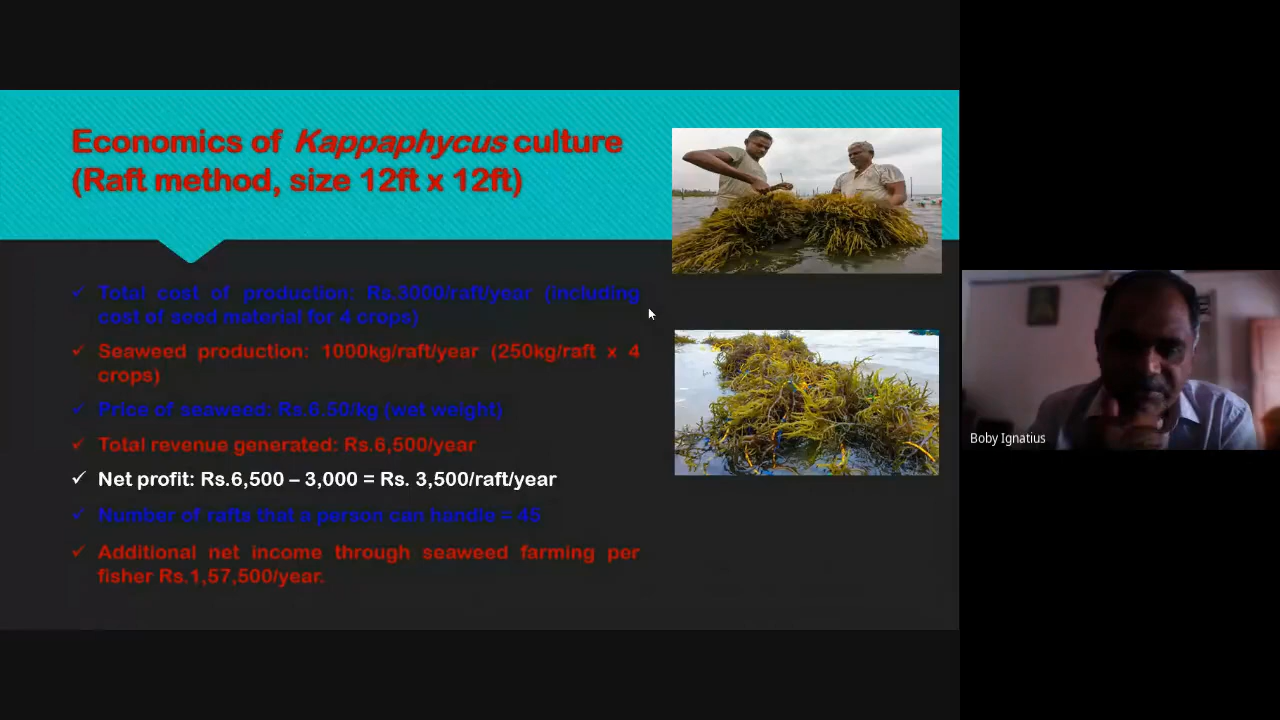 Economics of Kappaphycus culture
(Raft method, size 12ft x 12ft)
✓ Total cost of production: Rs.3000/raft/year (including
cost of seed material for 4 crops)
✓ Seaweed production: 1000kg/raft/year (250kg/raft x 4
crops)
✓ Price of seaweed: Rs.6.50/kg (wet weight)
✓ Total revenue generated: Rs.6,500/year
✓ Net profit: Rs.6,500 – 3,000 = Rs. 3,500/raft/year
✓ Number of rafts that a person can handle = 45
✓ Additional net income through seaweed farming per
fisher Rs.1,57,500/year.
Boby Ignatius